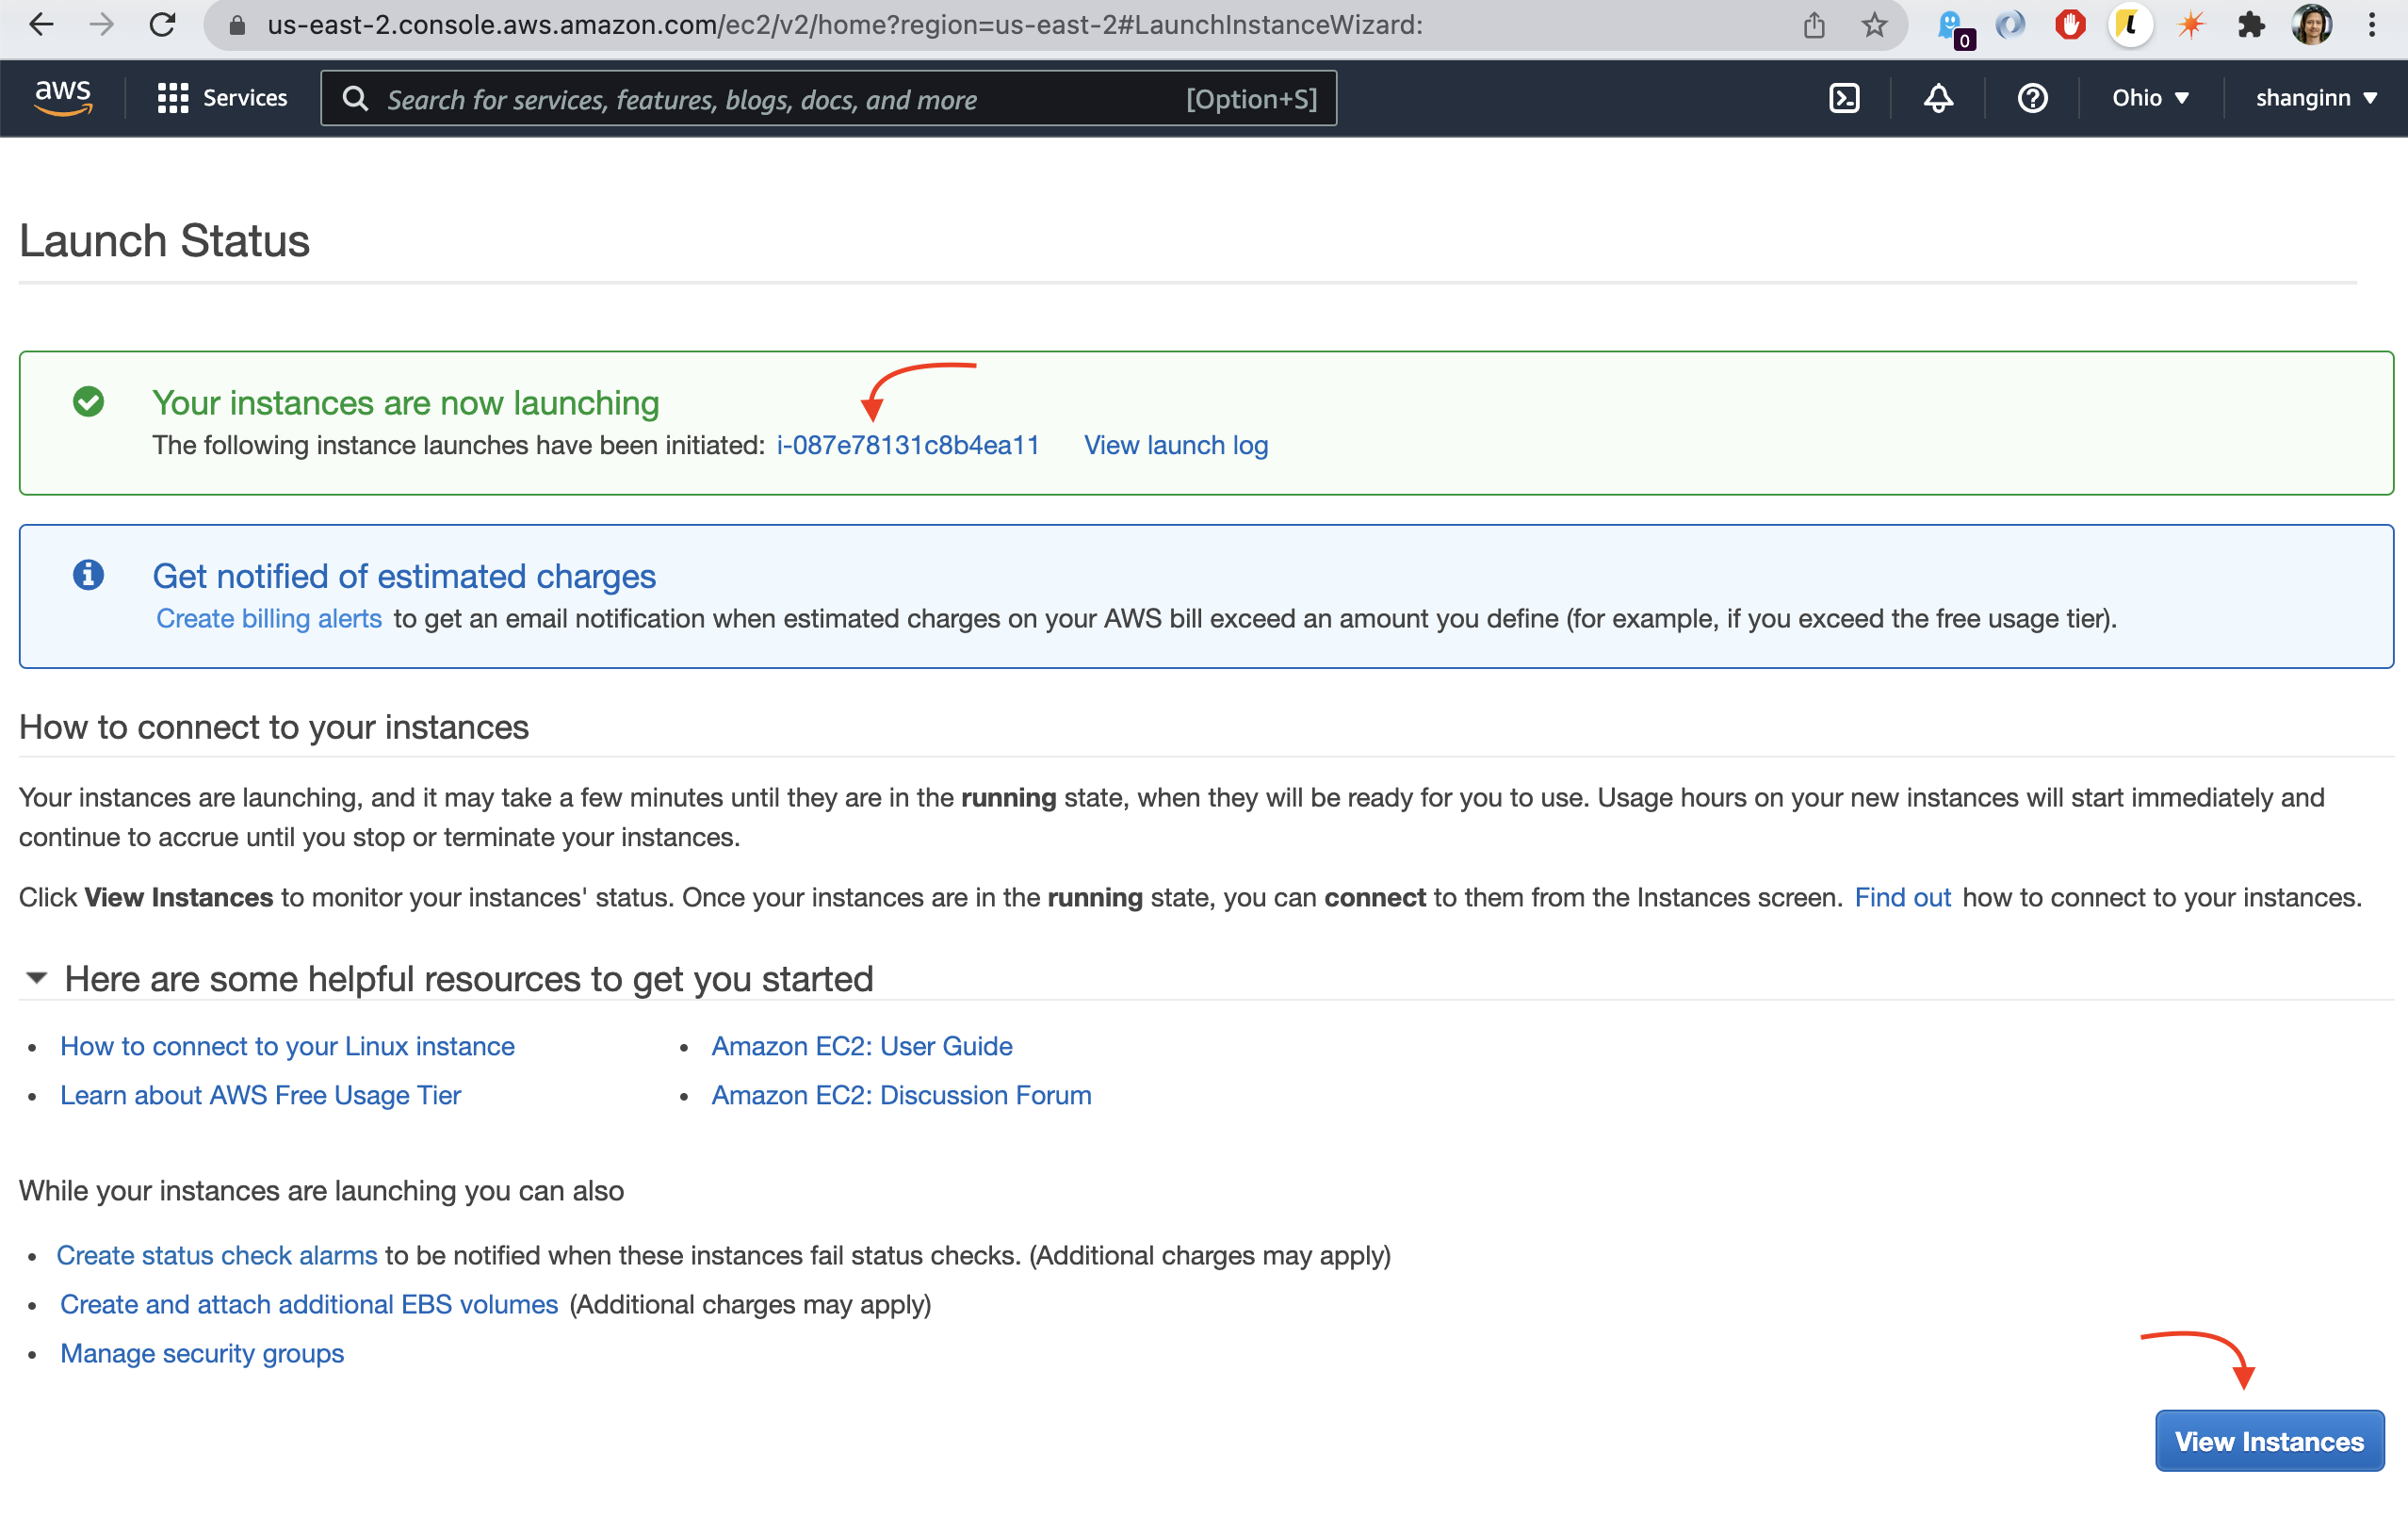 us-east-2.console.aws.amazon.com/ec2/v2/home?region=us-east-2#LaunchInstanceWizard:
0
L
aws
Services
Search for services, features, blogs, docs, and more
[Option+S]
Ohio
shanginn
Launch Status
Your instances are now launching
The following instance launches have been initiated: i-087e78131c8b4ea11 View launch log
Get notified of estimated charges
Create billing alerts to get an email notification when estimated charges on your AWS bill exceed an amount you define (for example, if you exceed the free usage tier).
How to connect to your instances
Your instances are launching, and it may take a few minutes until they are in the running state, when they will be ready for you to use. Usage hours on your new instances will start immediately and
continue to accrue until you stop or terminate your instances.
Click View Instances to monitor your instances' status. Once your instances are in the running state, you can connect to them from the Instances screen. Find out how to connect to your instances.
Here are some helpful resources to get you started
• How to connect to your Linux instance
• Learn about AWS Free Usage Tier
• Amazon EC2: User Guide
• Amazon EC2: Discussion Forum
While your instances are launching you can also
• Create status check alarms to be notified when these instances fail status checks. (Additional charges may apply)
• Create and attach additional EBS volumes (Additional charges may apply)
• Manage security groups
View Instances